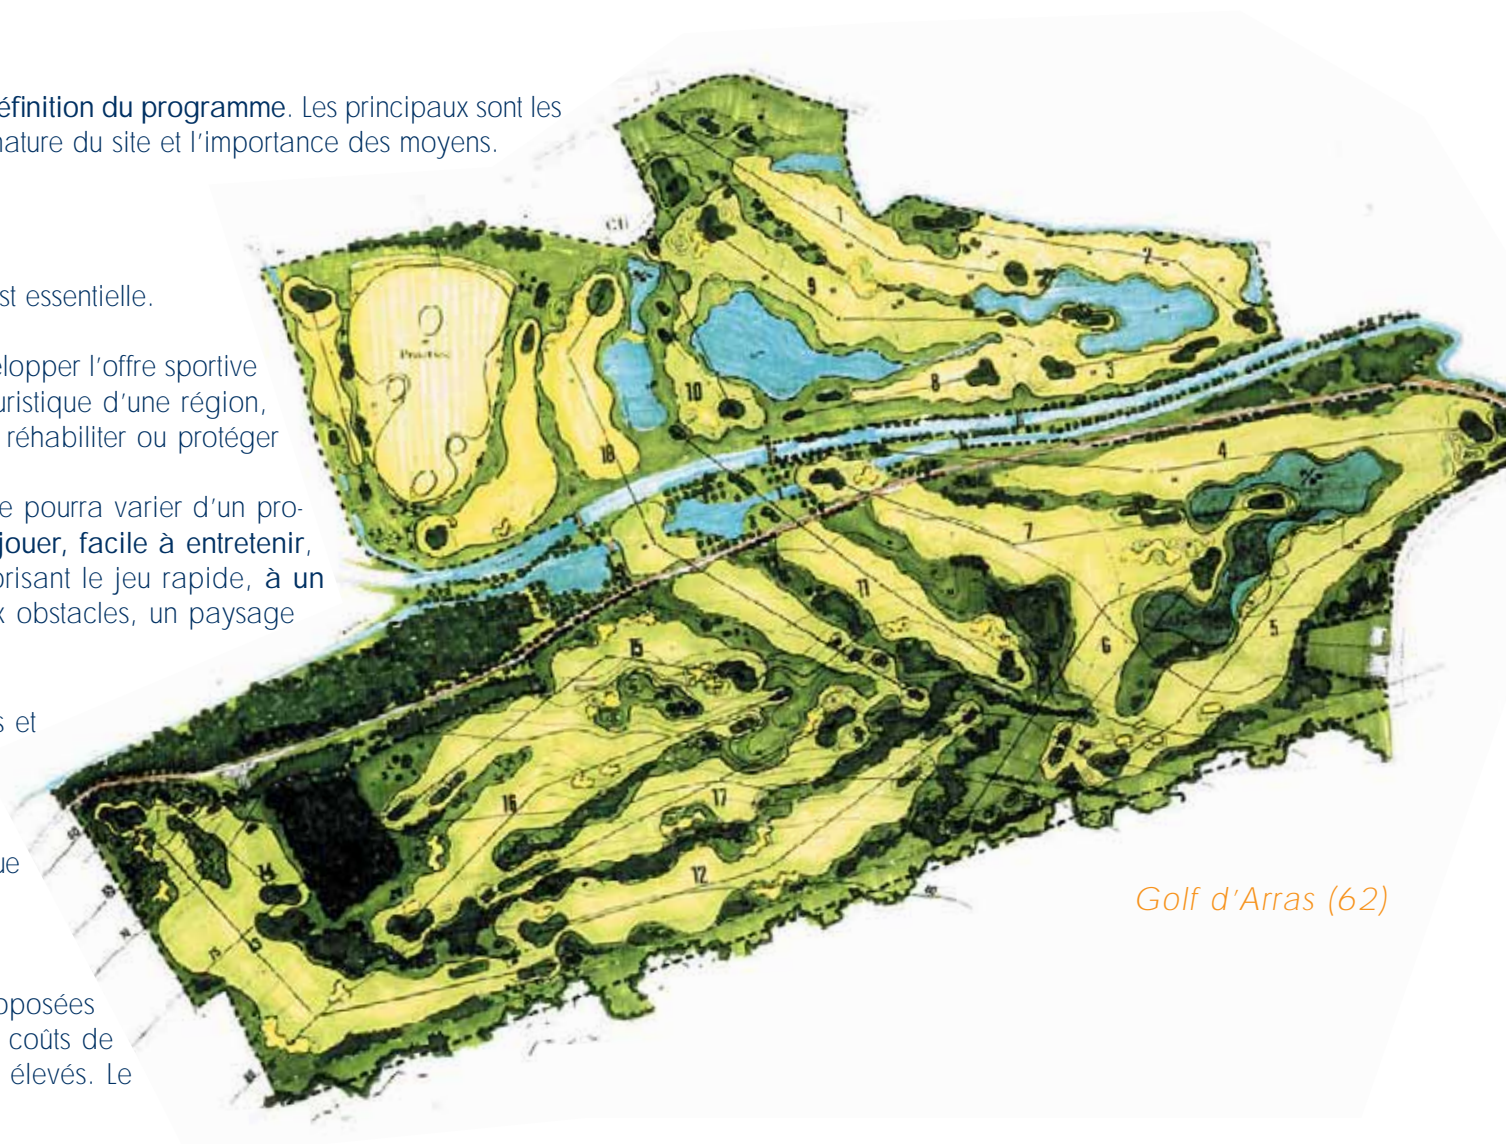 éfinition du programme. Les principaux sont les
nature du site et l'importance des moyens.
st essentielle.
elopper l'offre sportive
uristique d'une région,
réhabiliter ou protéger
e pourra varier d'un pro-
jouer, facile à entretenir,
orisant le jeu rapide, à un
x obstacles, un paysage
s et
ue
oposées
coûts de
élevés. Le
Golf d'Arras (62)
CH
Practice
1
2
9
10
8
3
18
4
7
11
6
5
15
16
17
12
14
13